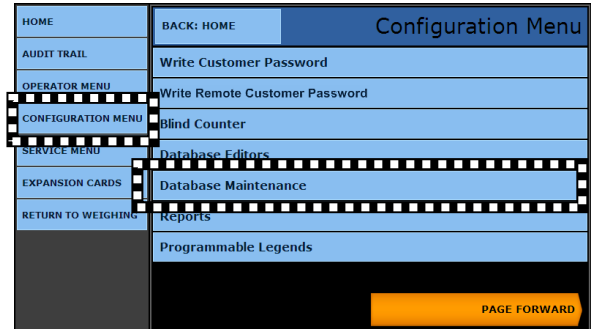 HOME
AUDIT TRAIL
OPERATOR MENU
CONFIGURATION MENU
SERVICE MENU
EXPANSION CARDS
RETURN TO WEIGHING
BACK: HOME
Configuration Menu
Write Customer Password
Write Remote Customer Password
Blind Counter
Database Editors
Database Maintenance
Reports
Programmable Legends
PAGE FORWARD